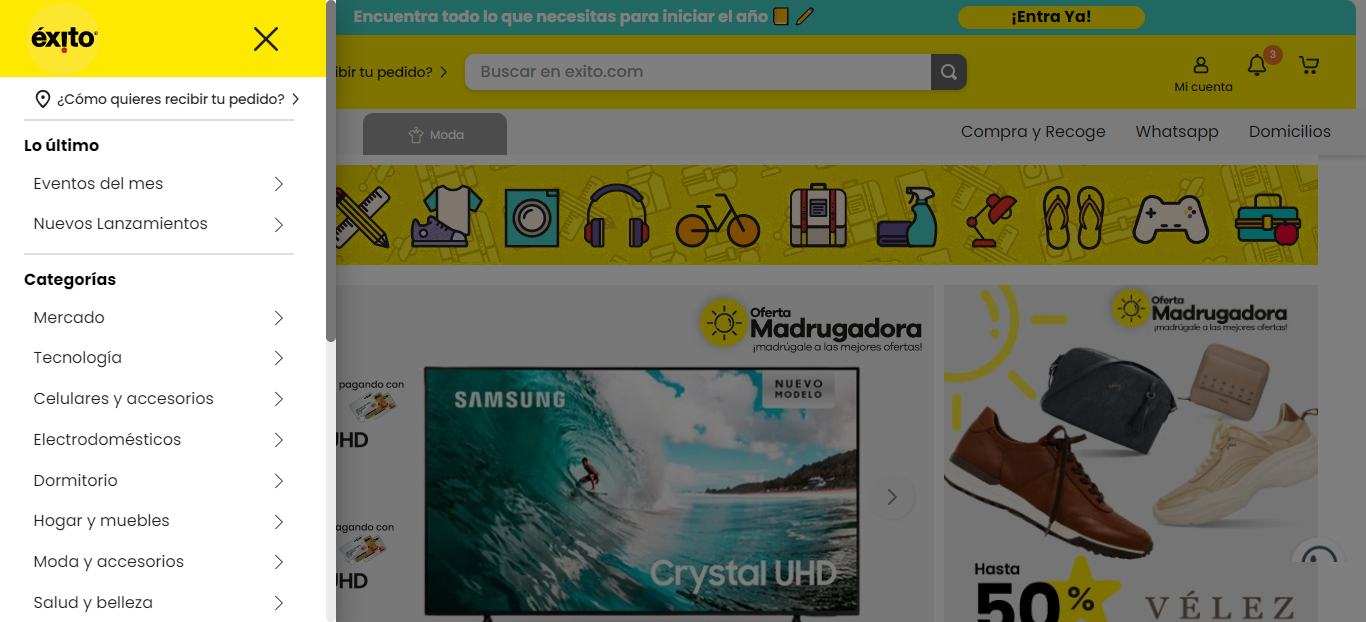 éxito
¿Cómo quieres recibir tu pedido?
Lo último
Eventos del mes
Nuevos Lanzamientos
Categorías
Mercado
Tecnología
Celulares y accesorios
Electrodomésticos
Dormitorio
Hogar y muebles
Moda y accesorios
Salud y belleza
Encuentra todo lo que necesitas para iniciar el año
¡Entra Ya!
ibir tu pedido?
Buscar en exito.com
Mi cuenta
3
Moda
Compra y Recoge
Whatsapp
Domicilios
Oferta
Madrugadora
¡madrúgale a las mejores ofertas!
pagando con
UHD
pagando con
UHD
SAMSUNG
NUEVO
MODELO
Crystal UHD
Oferta
Madrugadora
¡madrúgale a las mejores ofertas!
Hasta
50%
VÉLEZ